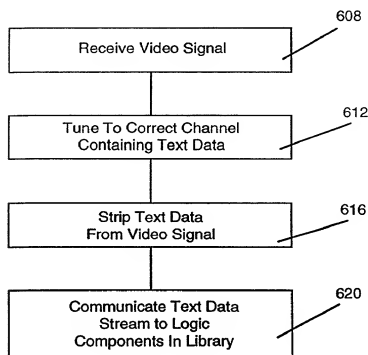 608
Receive Video Signal
612
Tune To Correct Channel
Containing Text Data
616
Strip Text Data
From Video Signal
620
Communicate Text Data
Stream to Logic
Components In Library